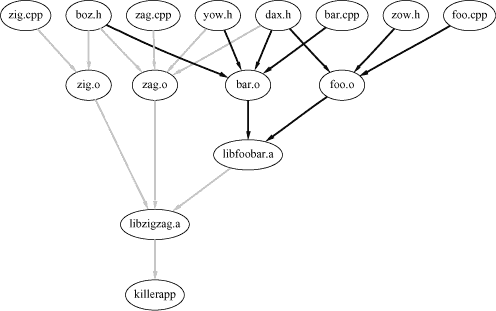 zig.cpp boz.h zag.cpp yow.h dax.h bar.cpp zow.h foo.cpp
zig.o zag.o bar.o foo.o
libfoobar.a
libzigzag.a
killerapp